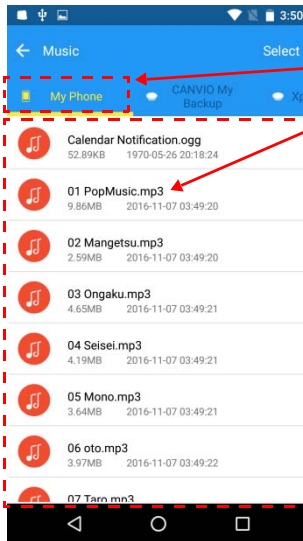 3:50
Music
Select
My Phone
CANVIO My
Backup
Xp
Calendar Notification.ogg
52.89KB 1970-05-26 20:18:24
01 PopMusic.mp3
9.86MB 2016-11-07 03:49:20
02 Mangetsu.mp3
2.59MB 2016-11-07 03:49:20
03 Ongaku.mp3
4.65MB 2016-11-07 03:49:21
04 Seisei.mp3
4.19MB 2016-11-07 03:49:21
05 Mono.mp3
3.64MB 2016-11-07 03:49:21
06 oto.mp3
3.97MB 2016-11-07 03:49:22
07 Taro.mp3